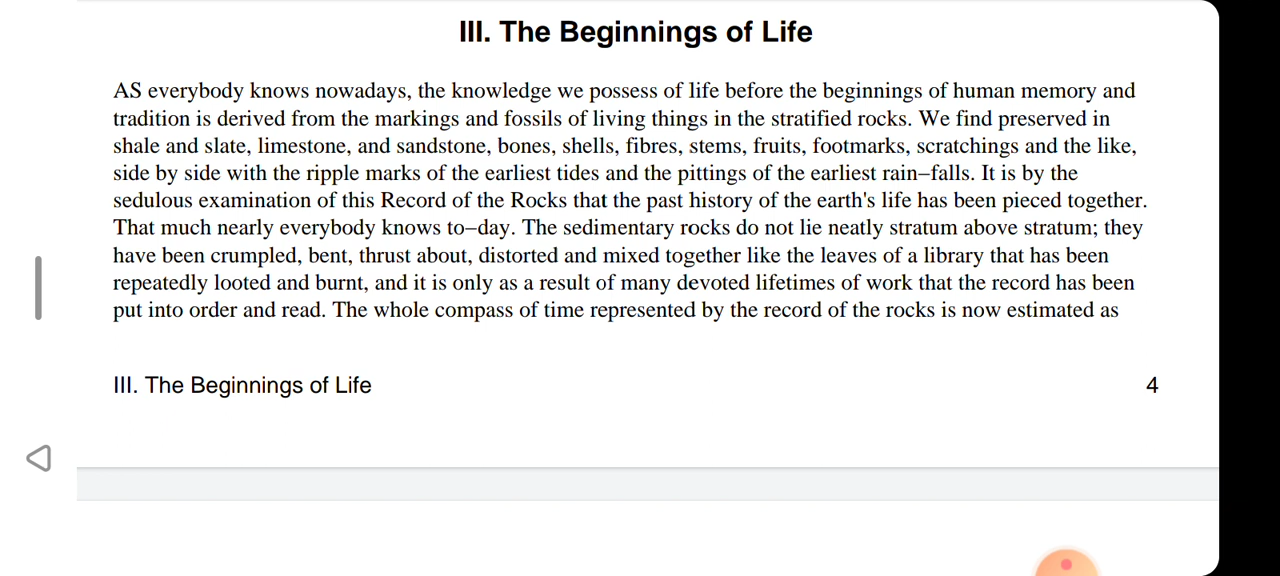 III. The Beginnings of Life
AS everybody knows nowadays, the knowledge we possess of life before the beginnings of human memory and
tradition is derived from the markings and fossils of living things in the stratified rocks. We find preserved in
shale and slate, limestone, and sandstone, bones, shells, fibres, stems, fruits, footmarks, scratchings and the like,
side by side with the ripple marks of the earliest tides and the pittings of the earliest rain−falls. It is by the
sedulous examination of this Record of the Rocks that the past history of the earth's life has been pieced together.
That much nearly everybody knows to−day. The sedimentary rocks do not lie neatly stratum above stratum; they
have been crumpled, bent, thrust about, distorted and mixed together like the leaves of a library that has been
repeatedly looted and burnt, and it is only as a result of many devoted lifetimes of work that the record has been
put into order and read. The whole compass of time represented by the record of the rocks is now estimated as
III. The Beginnings of Life 4